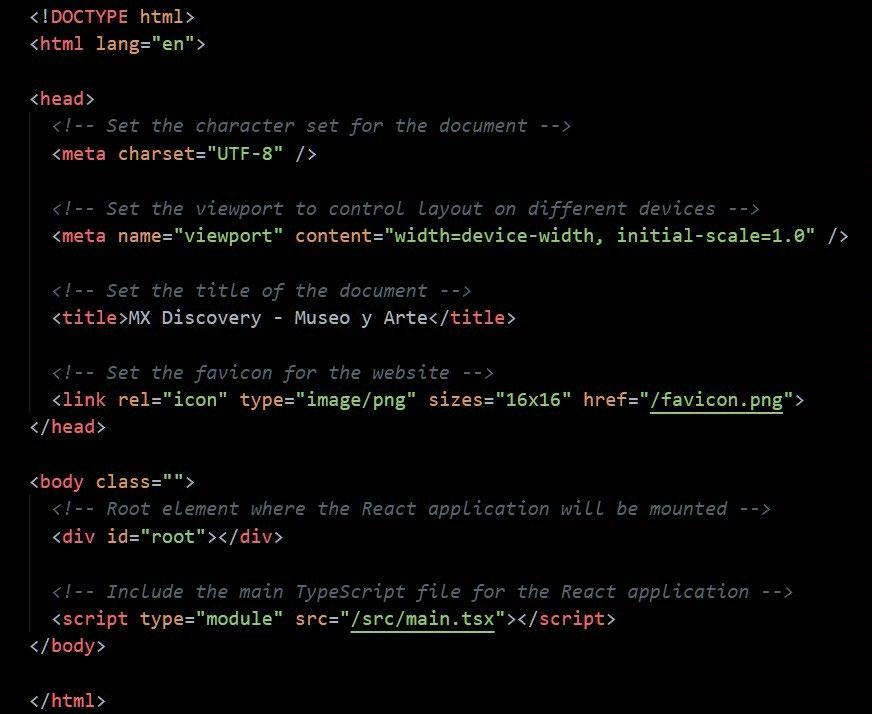 <!DOCTYPE html>
<html lang="en">
<head>
<!-- Set the character set for the document -->
<meta charset="UTF-8" />
<!-- Set the viewport to control layout on different devices -->
<meta name="viewport" content="width=device-width, initial-scale=1.0" />
<!-- Set the title of the document -->
<title>MX Discovery - Museo y Arte</title>
<!-- Set the favicon for the website -->
<link rel="icon" type="image/png" sizes="16x16" href="/favicon.png">
</head>
<body class="">
<!-- Root element where the React application will be mounted -->
<div id="root"></div>
<!-- Include the main TypeScript file for the React application -->
<script type="module" src="/src/main.tsx"></script>
</body>
</html>